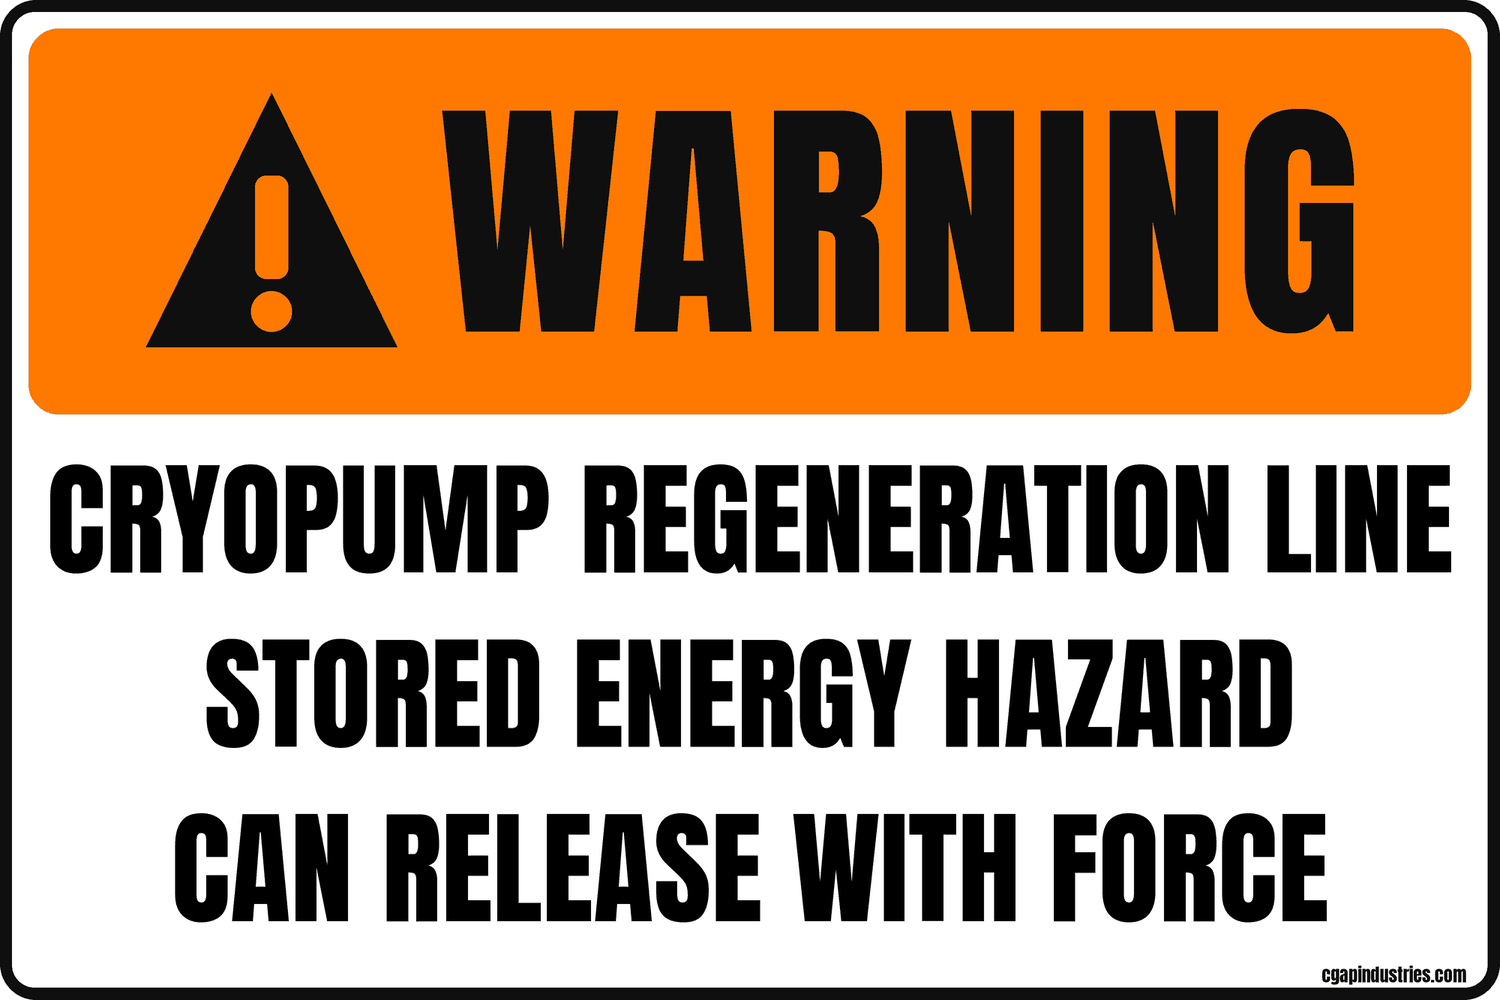 WARNING
CRYOPUMP REGENERATION LINE
STORED ENERGY HAZARD
CAN RELEASE WITH FORCE
cgapindustries.com